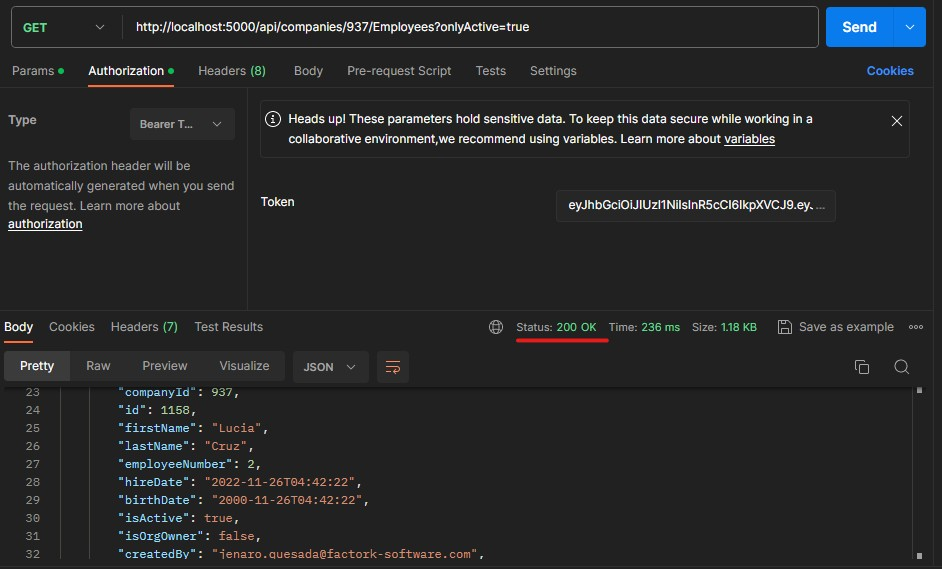 GET http://localhost:5000/api/companies/937/Employees?onlyActive=true Send
Params Authorization Headers (8) Body Pre-request Script Tests Settings Cookies
Type Bearer T...
The authorization header will be
automatically generated when you send
the request. Learn more about
authorization
Heads up! These parameters hold sensitive data. To keep this data secure while working in a
collaborative environment,we recommend using variables. Learn more about variables
Token eyJhbGciOiJIUzI1NiIsInR5cCI6IkpXVCJ9.ey. ...
Body Cookies Headers (7) Test Results Status: 200 OK Time: 236 ms Size: 1.18 KB Save as example
Pretty Raw Preview Visualize JSON
23 "companyId": 937,
24 "id": 1158,
25 "firstName": "Lucia",
26 "lastName": "Cruz",
27 "employeeNumber": 2,
28 "hireDate": "2022-11-26T04:42:22",
29 "birthDate": "2000-11-26T04:42:22",
30 "isActive": true,
31 "isOrgOwner": false,
32 "createdBy": "jenaro.quesada@factork-software.com",